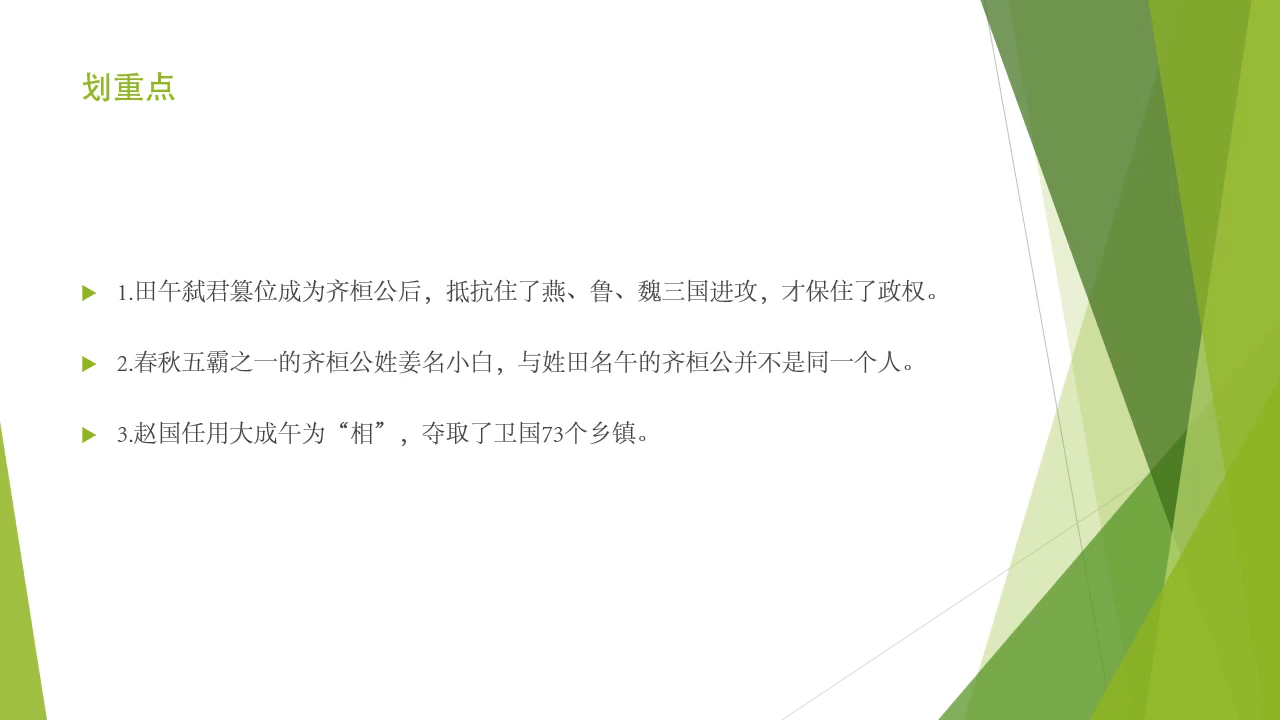 划重点
1.田午弑君篡位成为齐桓公后，抵抗住了燕、鲁、魏三国进攻，才保住了政权。
2.春秋五霸之一的齐桓公姓姜名小白，与姓田名午的齐桓公并不是同一个人。
3.赵国任用大成午为“相”，夺取了卫国73个乡镇。